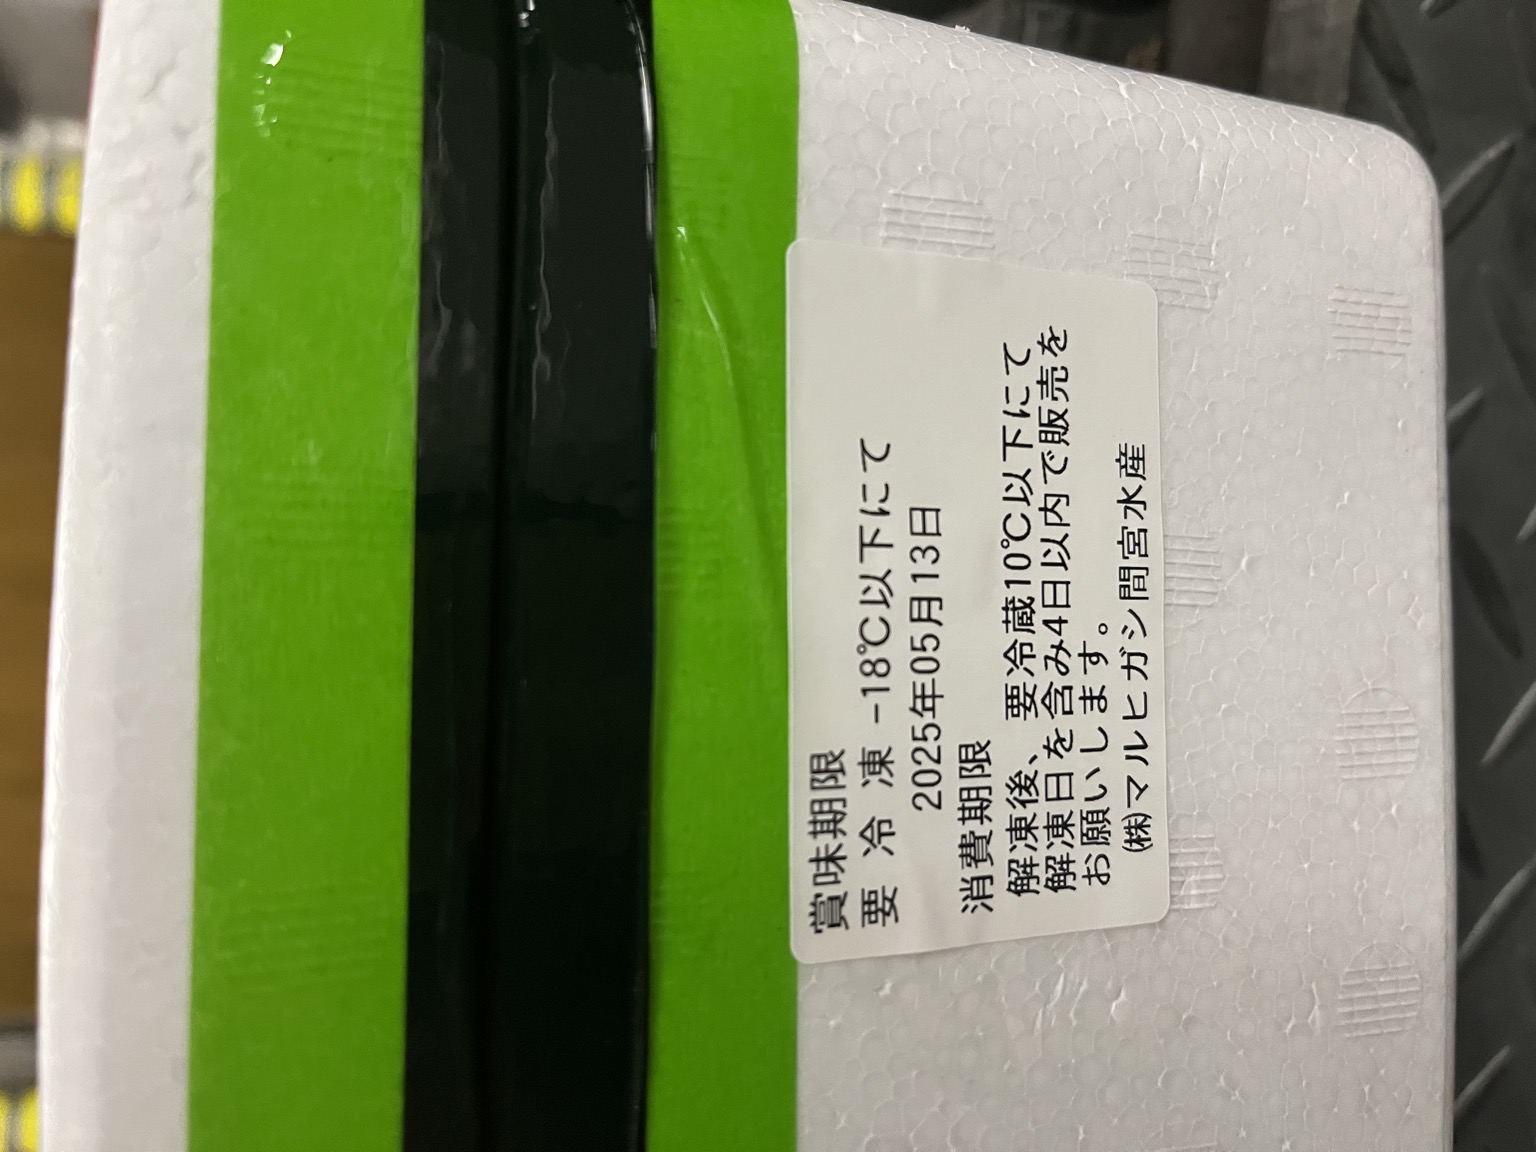 賞味期限
要 冷 凍 -18℃以下にて
2025年05月13日
消費期限
解凍後、要冷蔵10℃以下にて
解凍日を含み4日以内で販売を
お願いします。
㈱マルヒガシ間宮水産